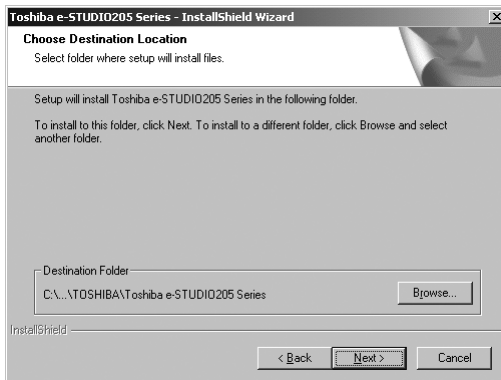 Toshiba e-STUDIO205 Series - InstallShield Wizard
Choose Destination Location
Select folder where setup will install files.
Setup will install Toshiba e-STUDIO205 Series in the following folder.
To install to this folder, click Next. To install to a different folder, click Browse and select
another folder.
Destination Folder
C:\...\TOSHIBA\Toshiba e-STUDIO205 Series
Browse...
InstallShield
< Back
Next >
Cancel